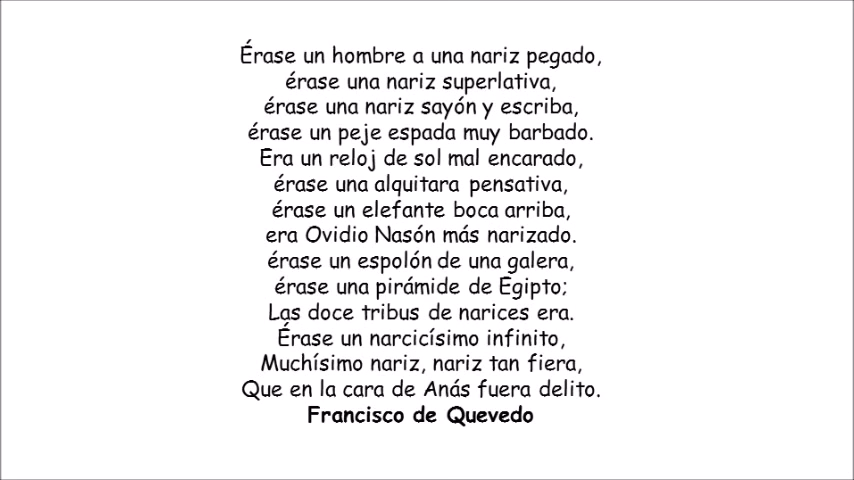 Érase un hombre a una nariz pegado,
érase una nariz superlativa,
érase una nariz sayón y escriba,
érase un peje espada muy barbado.
Era un reloj de sol mal encarado,
érase una alquitara pensativa,
érase un elefante boca arriba,
era Ovidio Nasón más narizado.
érase un espolón de una galera,
érase una pirámide de Egipto;
Las doce tribus de narices era.
Érase un narcicísimo infinito,
Muchísimo nariz, nariz tan fiera,
Que en la cara de Anás fuera delito.
Francisco de Quevedo